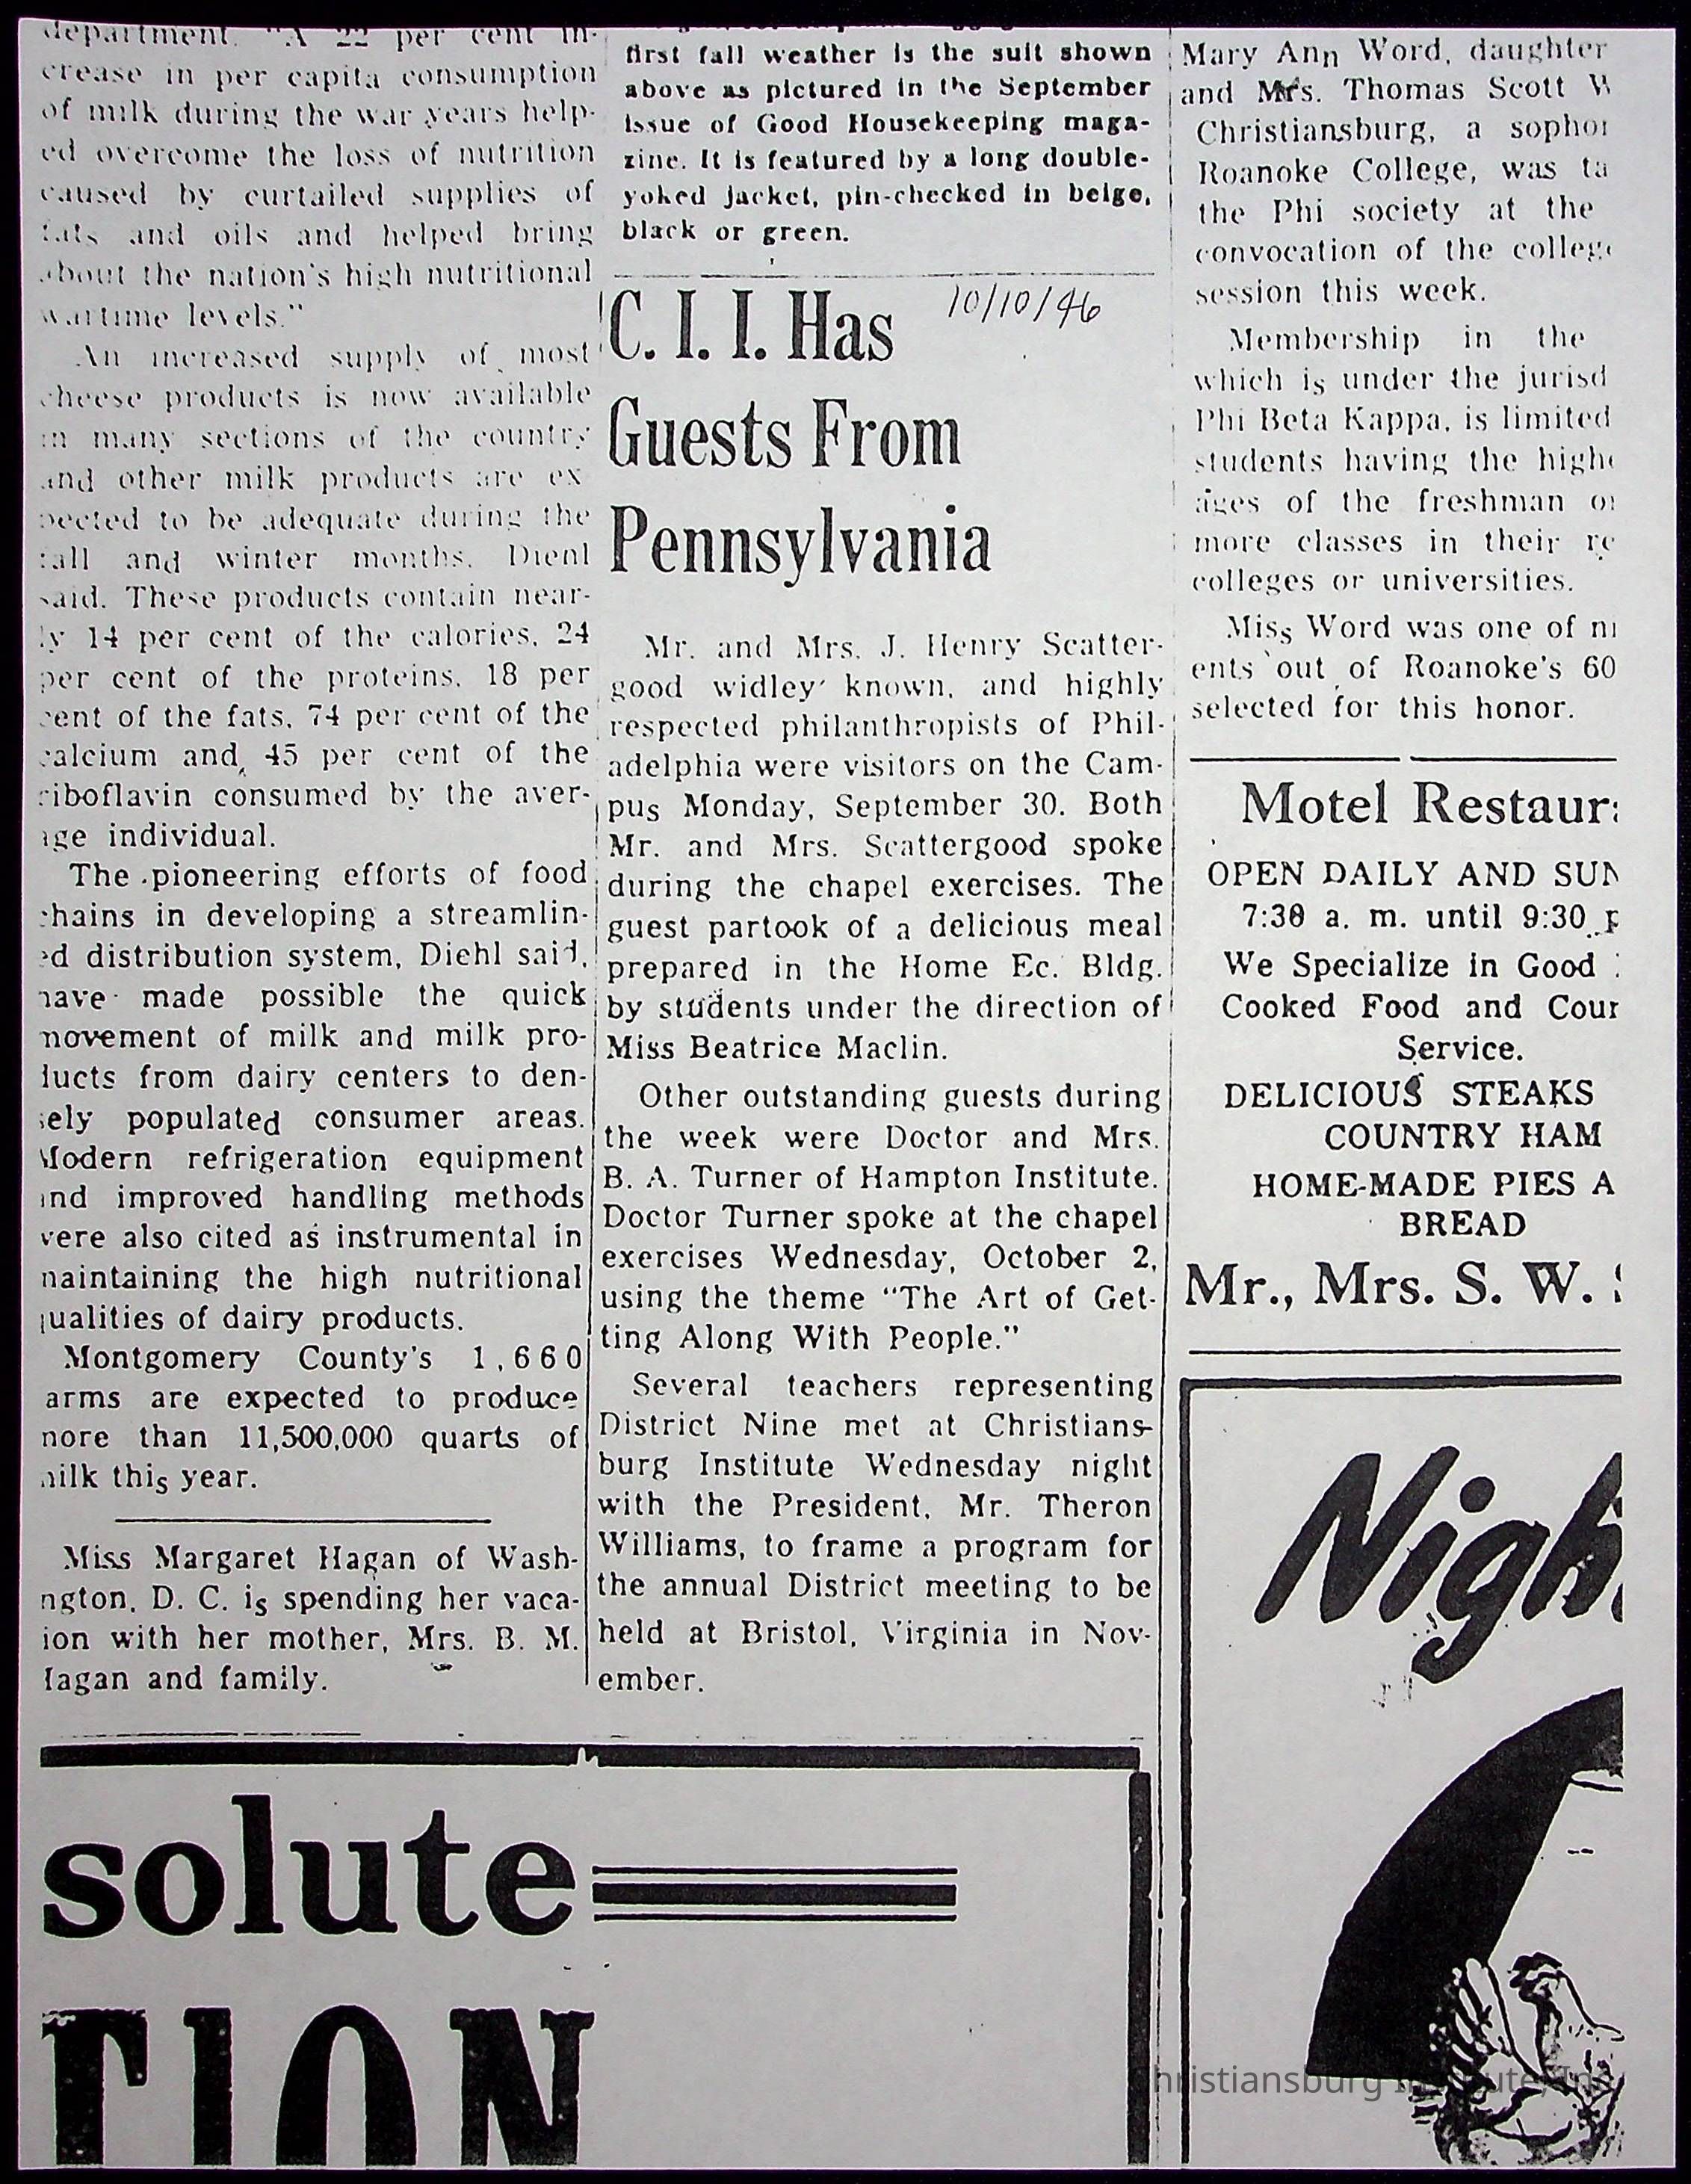 department. "A 22 per cent in-
crease in per capita consumption
of milk during the war years help-
ed overcome the loss of nutrition
caused by curtailed supplies of
fats and oils and helped bring
about the nation's high nutritional
wartime levels."
An increased supply of most
cheese products is now available
in many sections of the country
and other milk products are ex
pected to be adequate during the
fall and winter months, Diehl
said. These products contain near-
ly 14 per cent of the calories, 24
per cent of the proteins, 18 per
cent of the fats, 74 per cent of the
calcium and 45 per cent of the
riboflavin consumed by the aver-
age individual.
The pioneering efforts of food
chains in developing a streamlin-
ed distribution system, Diehl said,
have made possible the quick
movement of milk and milk pro-
ducts from dairy centers to den-
sely populated consumer areas.
Modern refrigeration equipment
and improved handling methods
were also cited as instrumental in
maintaining the high nutritional
qualities of dairy products.
Montgomery County's 1,660
arms are expected to produce
more than 11,500,000 quarts of
milk this year.
Miss Margaret Hagan of Wash-
ngton, D. C. is spending her vaca-
ion with her mother, Mrs. B. M.
Hagan and family.
first fall weather is the suit shown
above as pictured in the September
issue of Good Housekeeping maga-
zine. It is featured by a long double-
yoked jacket, pin-checked in beige,
black or green.
10/10/46
C. I. I. Has
Guests From
Pennsylvania
Mr. and Mrs. J. Henry Scatter-
good widley known, and highly
respected philanthropists of Phil-
adelphia were visitors on the Cam-
pus Monday, September 30. Both
Mr. and Mrs. Scattergood spoke
during the chapel exercises. The
guest partook of a delicious meal
prepared in the Home Ec. Bldg.
by students under the direction of
Miss Beatrice Maclin.
Other outstanding guests during
the week were Doctor and Mrs.
B. A. Turner of Hampton Institute.
Doctor Turner spoke at the chapel
exercises Wednesday, October 2,
using the theme "The Art of Get-
ting Along With People."
Several teachers representing
District Nine met at Christians-
burg Institute Wednesday night
with the President, Mr. Theron
Williams, to frame a program for
the annual District meeting to be
held at Bristol, Virginia in Nov-
ember.
Mary Ann Word, daughter
and Mrs. Thomas Scott W
Christiansburg, a sophor
Roanoke College, was ta
the Phi society at the
convocation of the college
session this week.
Membership in the
which is under the jurisd
Phi Beta Kappa, is limited
students having the highe
ages of the freshman or
more classes in their re
colleges or universities.
Miss Word was one of ni
ents out of Roanoke's 60
selected for this honor.
Motel Restaur
OPEN DAILY AND SUN
7:30 a. m. until 9:30 p
We Specialize in Good
Cooked Food and Cour
Service.
DELICIOUS STEAKS
COUNTRY HAM
HOME-MADE PIES A
BREAD
Mr., Mrs. S. W. S
Nigh
solute
TION
Christiansburg Institute, Inc